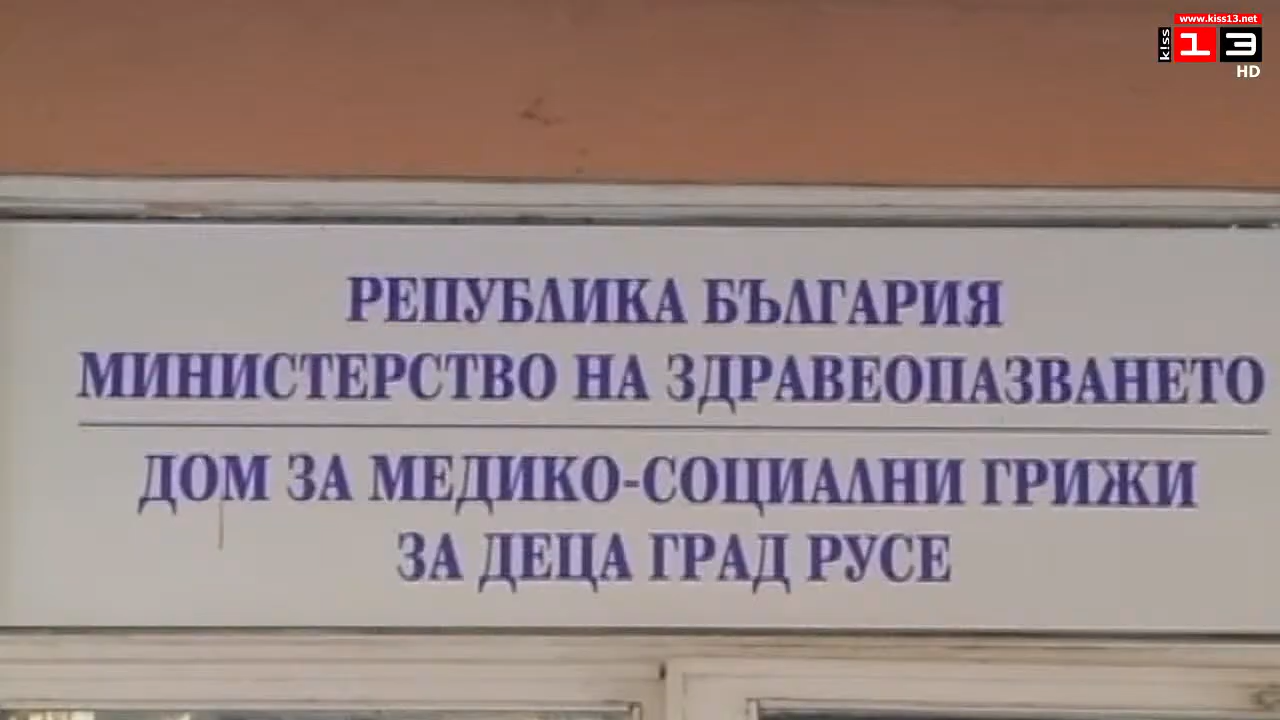 www.kiss13.net
kiss 13
HD
РЕПУБЛИКА БЪЛГАРИЯ
МИНИСТЕРСТВО НА ЗДРАВЕОПАЗВАНЕТО
ДОМ ЗА МЕДИКО-СОЦИАЛНИ ГРИЖИ
ЗА ДЕЦА ГРАД РУСЕ